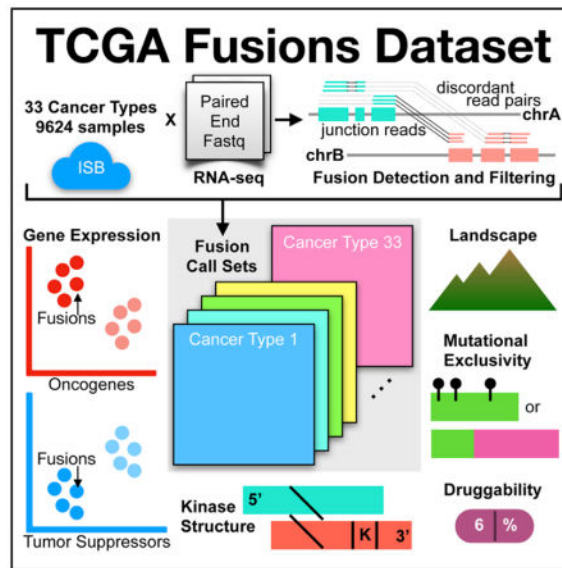 TCGA Fusions Dataset
33 Cancer Types
9624 samples
ISB
X
Paired
End
Fastq
RNA-seq
discordant
read pairs
chrA
junction reads
chrB
Fusion Detection and Filtering
Gene Expression
Fusions
Oncogenes
Fusions
Tumor Suppressors
Fusion
Call Sets
Cancer Type 33
Cancer Type 1
Kinase
Structure
5'
K
3'
Landscape
Mutational
Exclusivity
or
Druggability
6 %